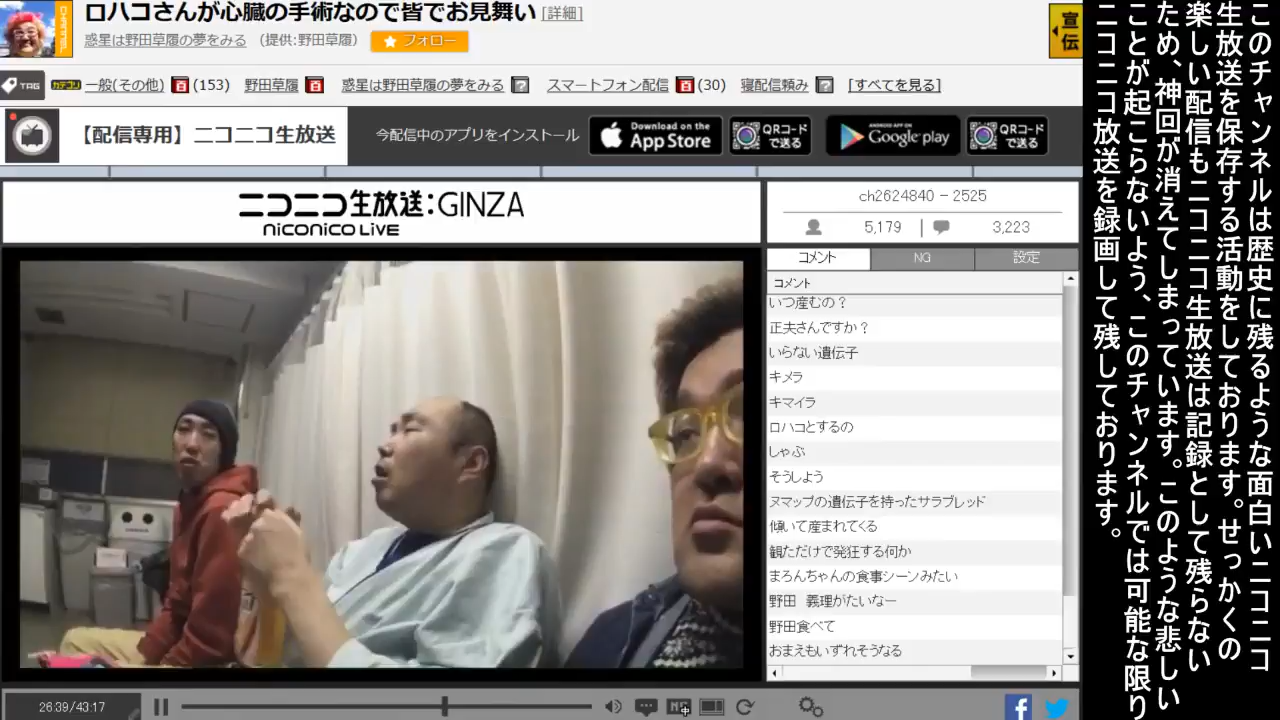 CHANNEL
ロハコさんが心臓の手術なので皆でお見舞い [詳細]
惑星は野田草履の夢をみる (提供:野田草履)
フォロー
宣伝
TAG カテゴリ 一般(その他) (153) 野田草履 惑星は野田草履の夢をみる スマートフォン配信 (30) 寝配信頼み [すべてを見る]
【配信専用】ニコニコ生放送
今配信中のアプリをインストール
Download on the App Store
QRコードで送る
ANDROID APP ON Google play
QRコードで送る
ニコニコ生放送:GINZA
niconico LIVE
ch2624840 - 2525
5,179
3,223
コメント NG 設定
コメント
いつ産むの?
正夫さんですか?
いらない遺伝子
キメラ
キマイラ
ロハコとするの
しゃぶ
そうしよう
ヌマップの遺伝子を持ったサラブレッド
傾いて産まれてくる
観ただけで発狂する何か
まろんちゃんの食事シーンみたい
野田 義理がたいなー
野田食べて
おまえもいずれそうなる
26:39/43:17
このチャンネルは歴史に残るような面白いニコニコ
生放送を保存する活動をしております。せっかくの
楽しい配信もニコニコ生放送は記録として残らない
ため、神回が消えてしまっています。このような悲しい
ことが起こらないよう、このチャンネルでは可能な限り
ニコニコ放送を録画して残しております。